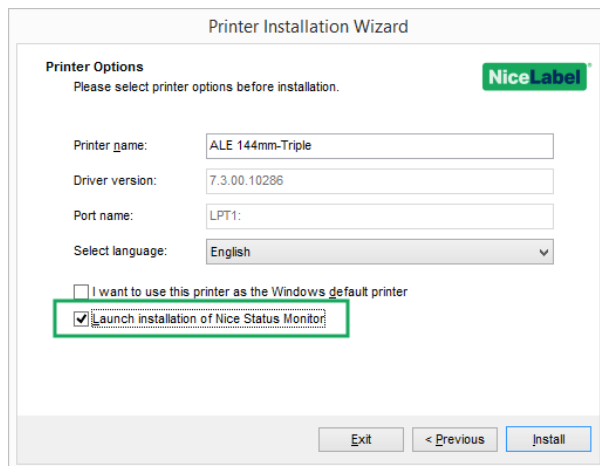 Printer Installation Wizard
Printer Options
Please select printer options before installation.
NiceLabel
Printer name: ALE 144mm-Triple
Driver version: 7.3.00.10286
Port name: LPT1:
Select language: English
I want to use this printer as the Windows default printer
Launch installation of Nice Status Monitor
Exit < Previous Install